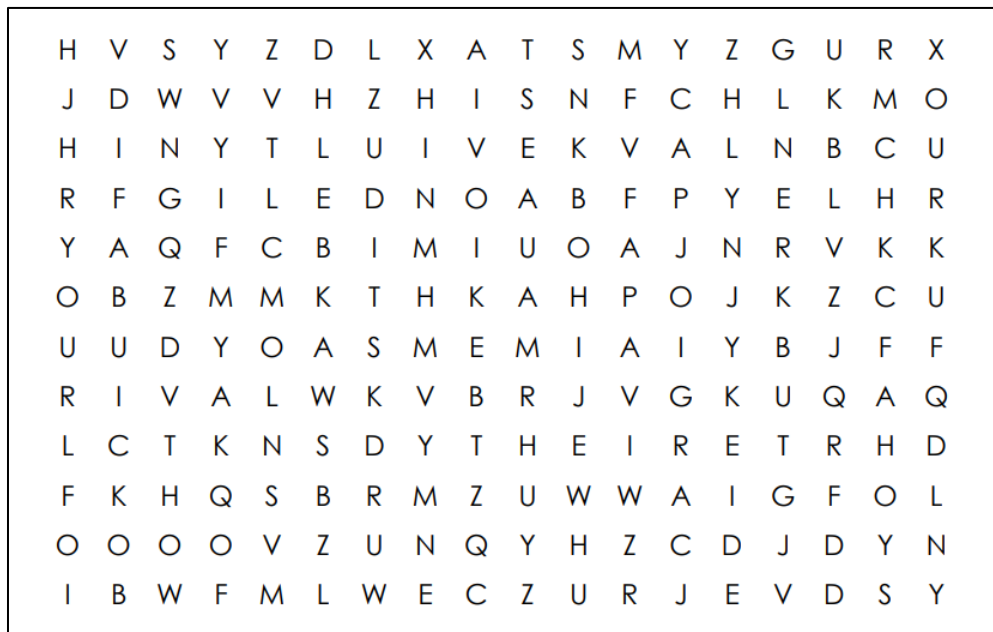 H V S Y Z D L X A T S M Y Z G U R X
J D W V V H Z H I S N F C H L K M O
H I N Y T L U I V E K V A L N B C U
R F G I L E D N O A B F P Y E L H R
Y A Q F C B I M I U O A J N R V K K
O B Z M M K T H K A H P O J K Z C U
U U D Y O A S M E M I A I Y B J F F
R I V A L W K V B R J V G K U Q A Q
L C T K N S D Y T H E I R E T R H D
F K H Q S B R M Z U W W A I G F O L
O O O O V Z U N Q Y H Z C D J D Y N
I B W F M L W E C Z U R J E V D S Y